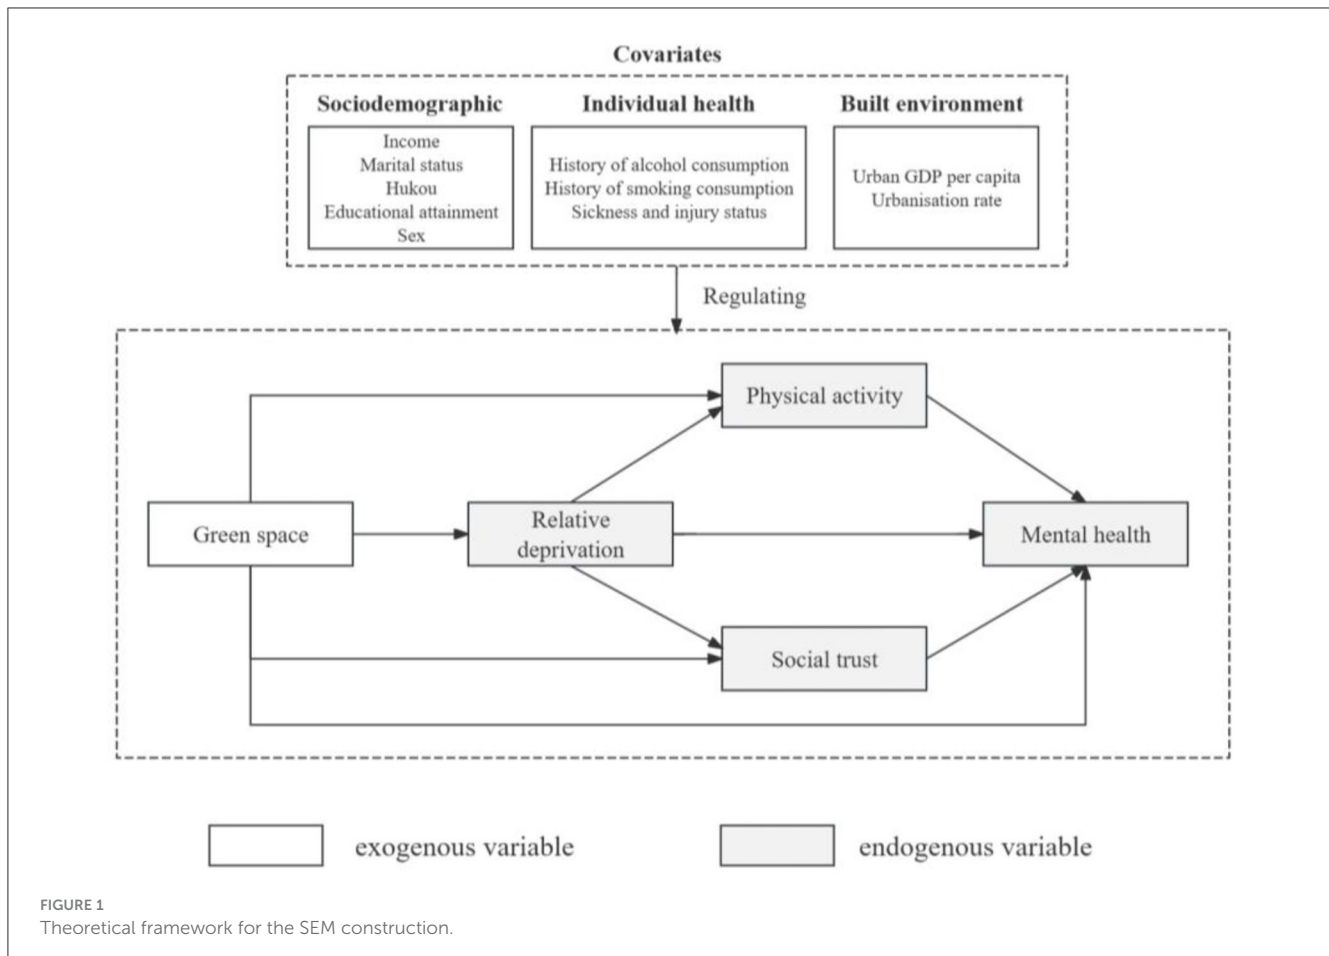 Covariates
Sociodemographic
Income
Marital status
Hukou
Educational attainment
Sex
Individual health
History of alcohol consumption
History of smoking consumption
Sickness and injury status
Built environment
Urban GDP per capita
Urbanisation rate
Regulating
Physical activity
Green space
Relative
deprivation
Mental health
Social trust
exogenous variable
endogenous variable
FIGURE 1
Theoretical framework for the SEM construction.